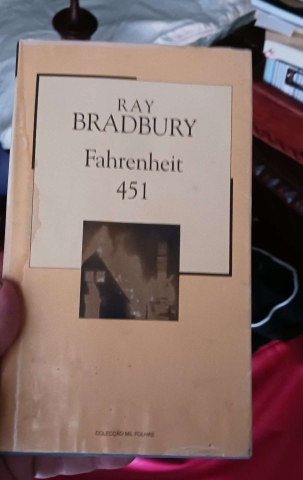 RAY
BRADBURY
Fahrenheit
451
COLECÇÃO MIL FOLHAS